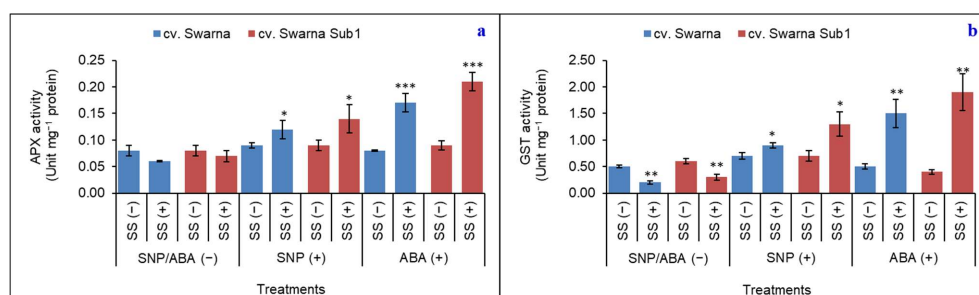 cv. Swarna cv. Swarna Sub1 a
APX activity
(Unit mg⁻¹ protein)
0.25
0.20
0.15
0.10
0.05
0.00
* * *** ***
SS (−) SS (+) SS (−) SS (+) SS (−) SS (+) SS (−) SS (+) SS (−) SS (+) SS (−) SS (+)
SNP/ABA (−) SNP (+) ABA (+)
Treatments
cv. Swarna cv. Swarna Sub1 b
GST activity
(Unit mg⁻¹ protein)
2.50
2.00
1.50
1.00
0.50
0.00
** ** * * ** **
SS (−) SS (+) SS (−) SS (+) SS (−) SS (+) SS (−) SS (+) SS (−) SS (+) SS (−) SS (+)
SNP/ABA (−) SNP (+) ABA (+)
Treatments